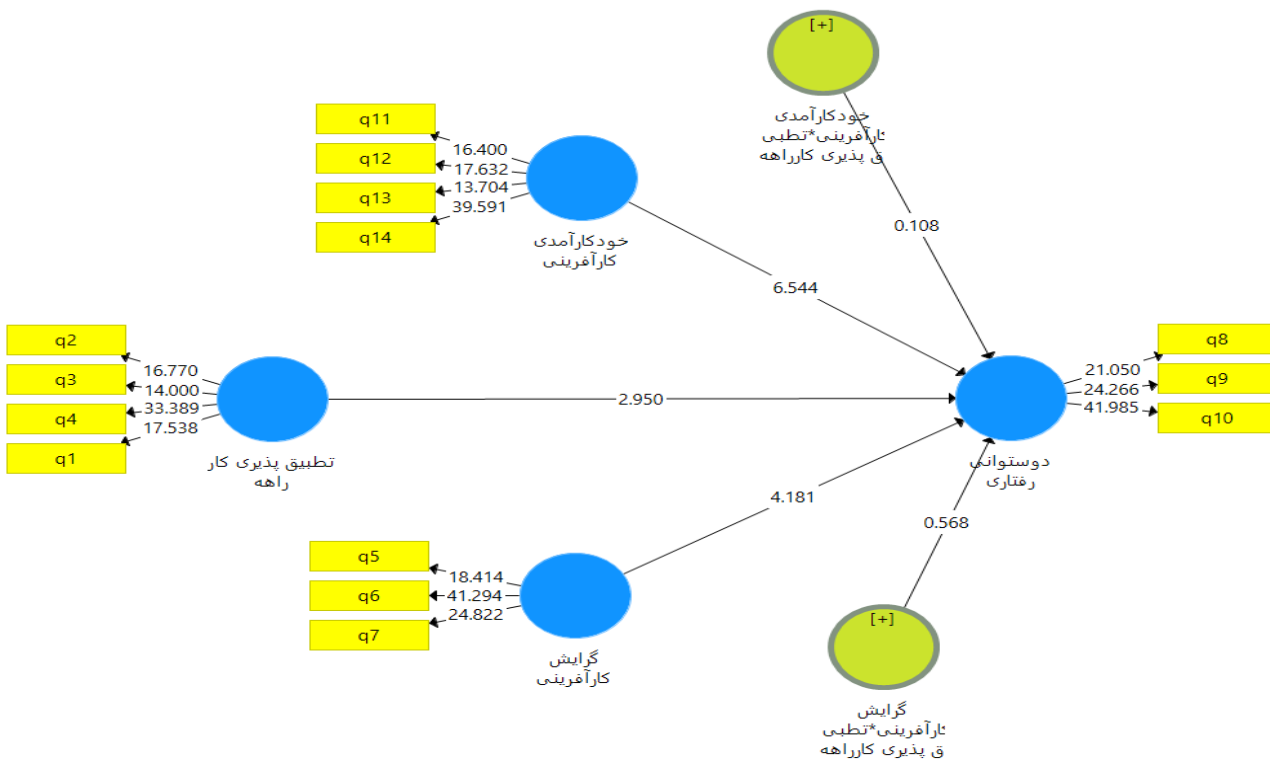 [+]
خودکارآمدی
کارآفرینی*تطبی
ق پذیری کارراهه
0.108
q11
q12
q13
q14
16.400
17.632
13.704
39.591
خودکارآمدی
کارآفرینی
6.544
q2
q3
q4
q1
16.770
14.000
33.389
17.538
تطبیق پذیری کار
راهه
2.950
q8
q9
q10
21.050
24.266
41.985
دوستوانی
رفتاری
4.181
0.568
q5
q6
q7
18.414
41.294
24.822
گرایش
کارآفرینی
[+]
گرایش
کارآفرینی*تطبی
ق پذیری کارراهه